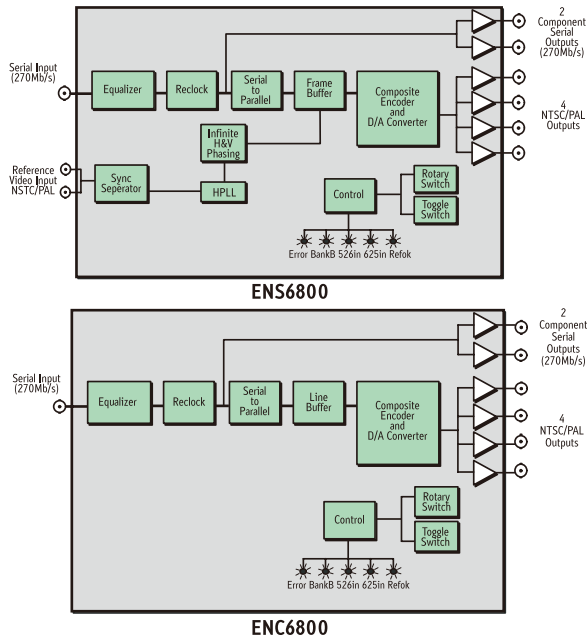 2
Component
Serial
Outputs
(270Mb/s)
Serial Input
(270Mb/s)
Equalizer
Reclock
Serial
to
Parallel
Frame
Buffer
Composite
Encoder
and
D/A Converter
4
NTSC/PAL
Outputs
Infinite
H&V
Phasing
Reference
Video Input
NSTC/PAL
Sync
Seperator
HPLL
Control
Rotary
Switch
Toggle
Switch
Error BankB 526in 625in Refok
ENS6800
2
Component
Serial
Outputs
(270Mb/s)
Serial Input
(270Mb/s)
Equalizer
Reclock
Serial
to
Parallel
Line
Buffer
Composite
Encoder
and
D/A Converter
4
NTSC/PAL
Outputs
Control
Rotary
Switch
Toggle
Switch
Error BankB 526in 625in Refok
ENC6800